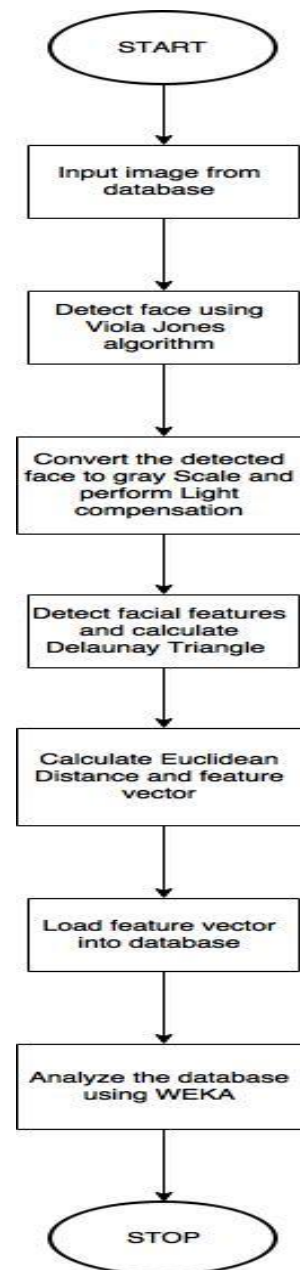 START
Input image from
database
Detect face using
Viola Jones
algorithm
Convert the detected
face to gray Scale and
perform Light
compensation
Detect facial features
and calculate
Delaunay Triangle
Calculate Euclidean
Distance and feature
vector
Load feature vector
into database
Analyze the database
using WEKA
STOP